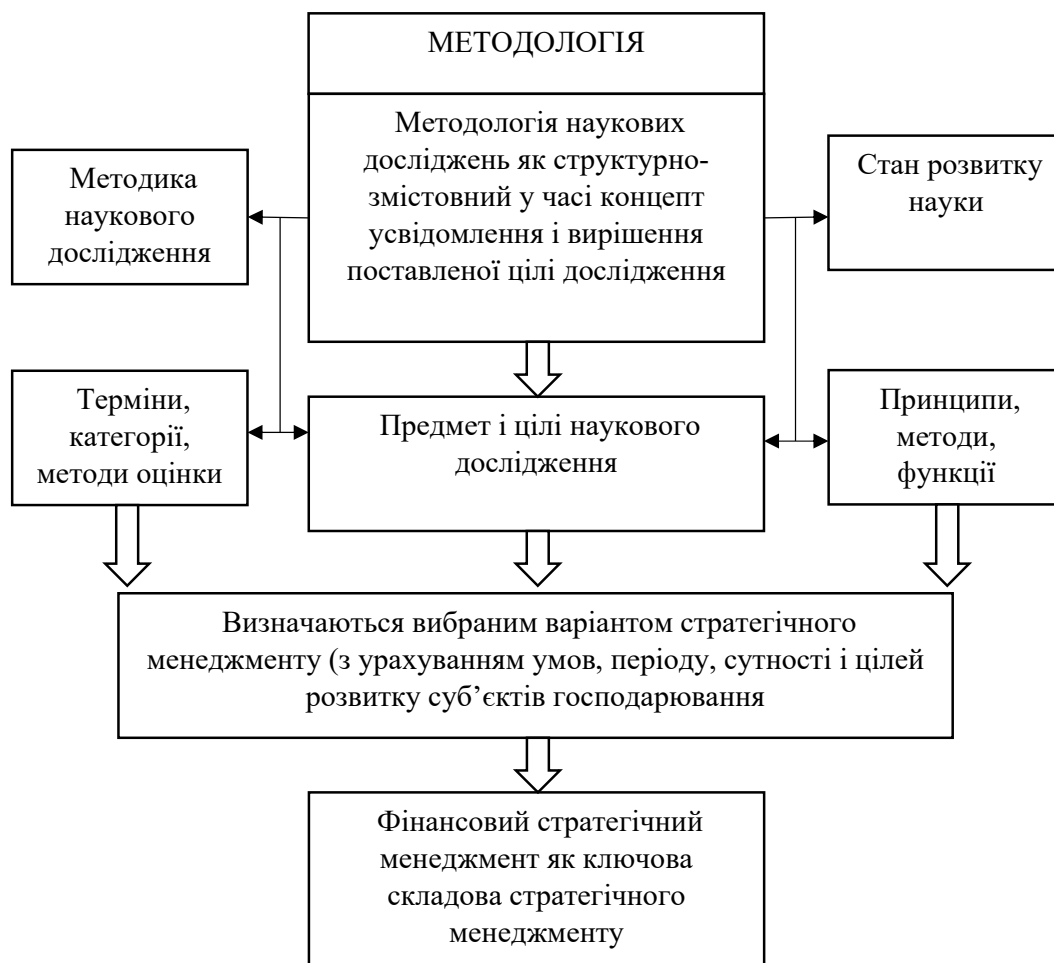 МЕТОДОЛОГІЯ
Методологія наукових
досліджень як структурно-
змістовний у часі концепт
усвідомлення і вирішення
поставленої цілі дослідження
Методика
наукового
дослідження
Стан розвитку
науки
Терміни,
категорії,
методи оцінки
Предмет і цілі наукового
дослідження
Принципи,
методи,
функції
Визначаються вибраним варіантом стратегічного
менеджменту (з урахуванням умов, періоду, сутності і цілей
розвитку суб’єктів господарювання
Фінансовий стратегічний
менеджмент як ключова
складова стратегічного
менеджменту